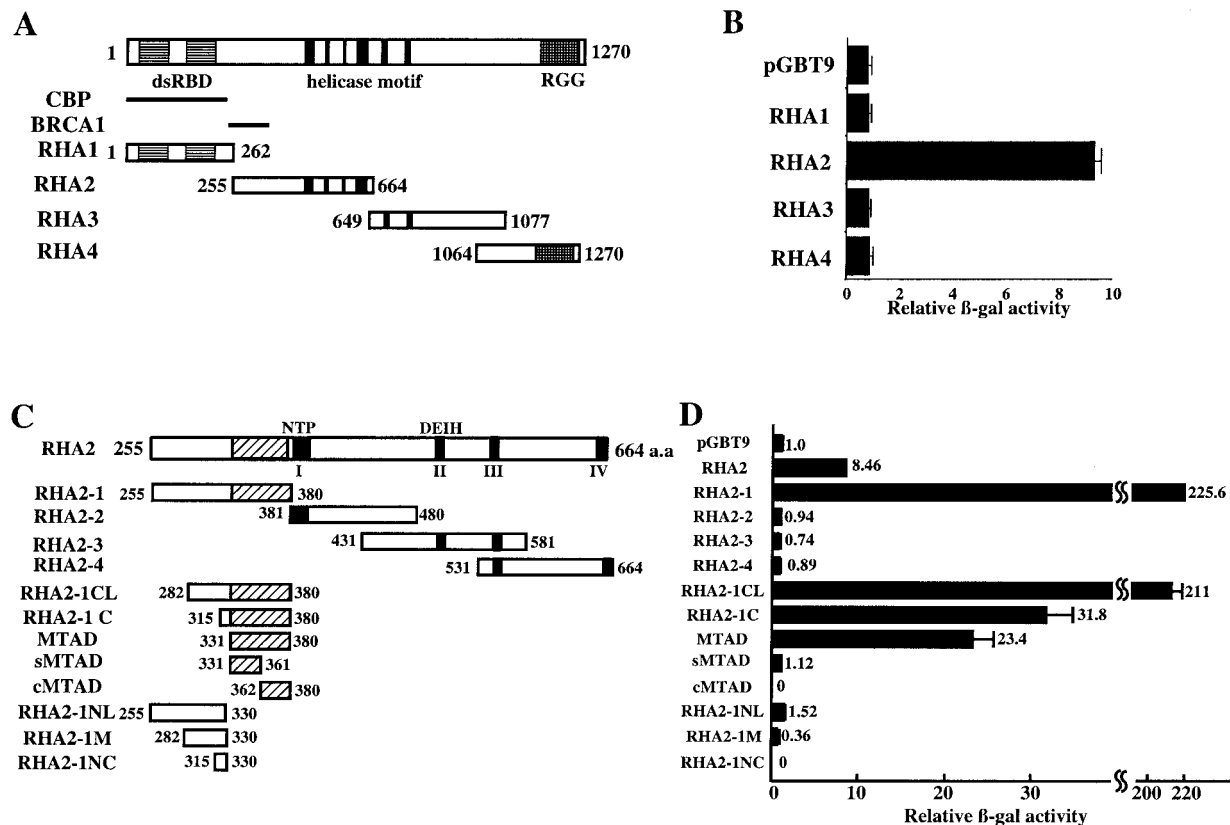 A
1
1270
dsRBD helicase motif RGG
CBP
BRCA1
RHA1 1 262
RHA2 255 664
RHA3 649 1077
RHA4 1064 1270
B
pGBT9
RHA1
RHA2
RHA3
RHA4
0 2 4 6 8 10
Relative ß-gal activity
C
NTP DEIH
RHA2 255 664 a.a
I II III IV
RHA2-1 255 380
RHA2-2 381 480
RHA2-3 431 581
RHA2-4 531 664
RHA2-1CL 282 380
RHA2-1 C 315 380
MTAD 331 380
sMTAD 331 361
cMTAD 362 380
RHA2-1NL 255 330
RHA2-1M 282 330
RHA2-1NC 315 330
D
pGBT9 1.0
RHA2 8.46
RHA2-1 225.6
RHA2-2 0.94
RHA2-3 0.74
RHA2-4 0.89
RHA2-1CL 211
RHA2-1C 31.8
MTAD 23.4
sMTAD 1.12
cMTAD 0
RHA2-1NL 1.52
RHA2-1M 0.36
RHA2-1NC 0
0 10 20 30 200 220
Relative ß-gal activity